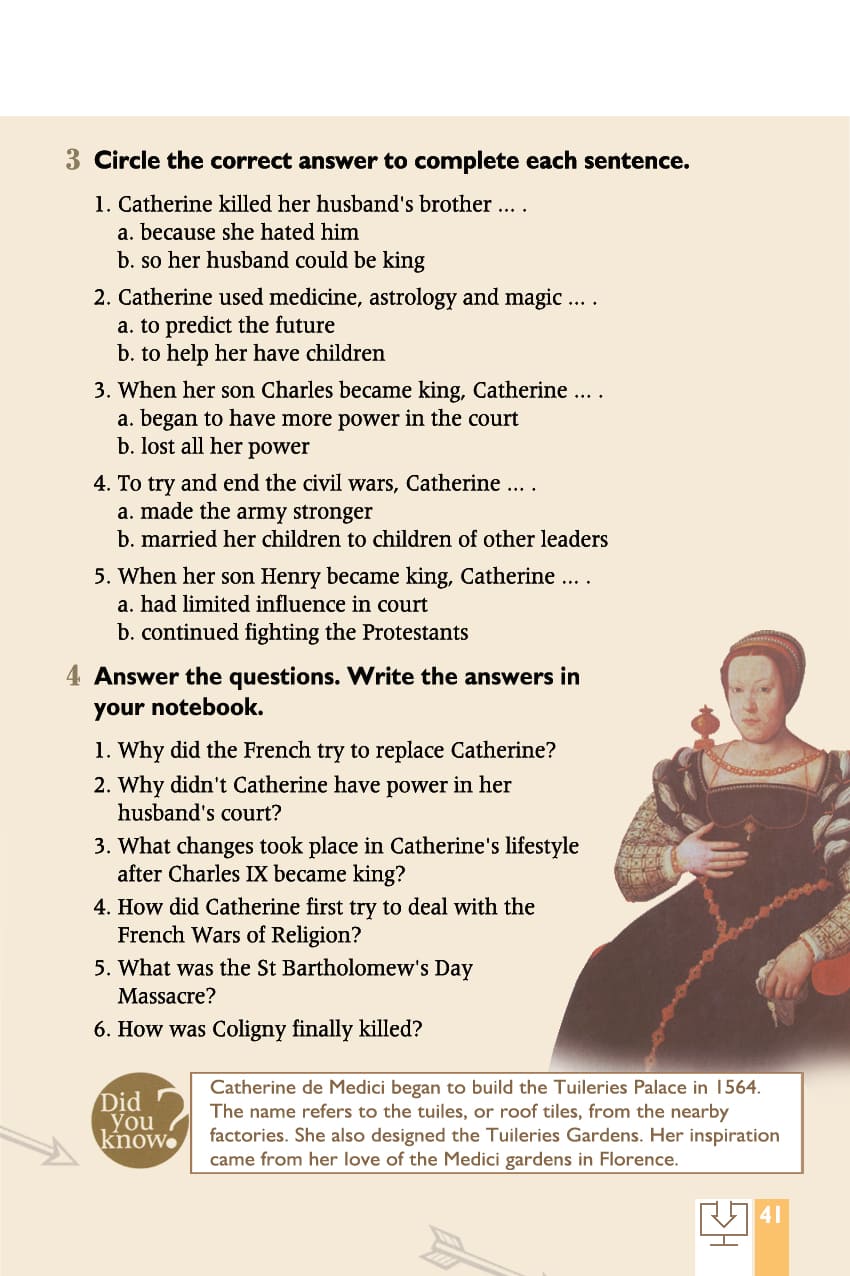 3 Circle the correct answer to complete each sentence.
1. Catherine killed her husband's brother ... .
a. because she hated him
b. so her husband could be king
2. Catherine used medicine, astrology and magic ... .
a. to predict the future
b. to help her have children
3. When her son Charles became king, Catherine ... .
a. began to have more power in the court
b. lost all her power
4. To try and end the civil wars, Catherine ... .
a. made the army stronger
b. married her children to children of other leaders
5. When her son Henry became king, Catherine ... .
a. had limited influence in court
b. continued fighting the Protestants
4 Answer the questions. Write the answers in
your notebook.
1. Why did the French try to replace Catherine?
2. Why didn't Catherine have power in her
husband's court?
3. What changes took place in Catherine's lifestyle
after Charles IX became king?
4. How did Catherine first try to deal with the
French Wars of Religion?
5. What was the St Bartholomew's Day
Massacre?
6. How was Coligny finally killed?
Did
you
know?
Catherine de Medici began to build the Tuileries Palace in 1564.
The name refers to the tuiles, or roof tiles, from the nearby
factories. She also designed the Tuileries Gardens. Her inspiration
came from her love of the Medici gardens in Florence.
41